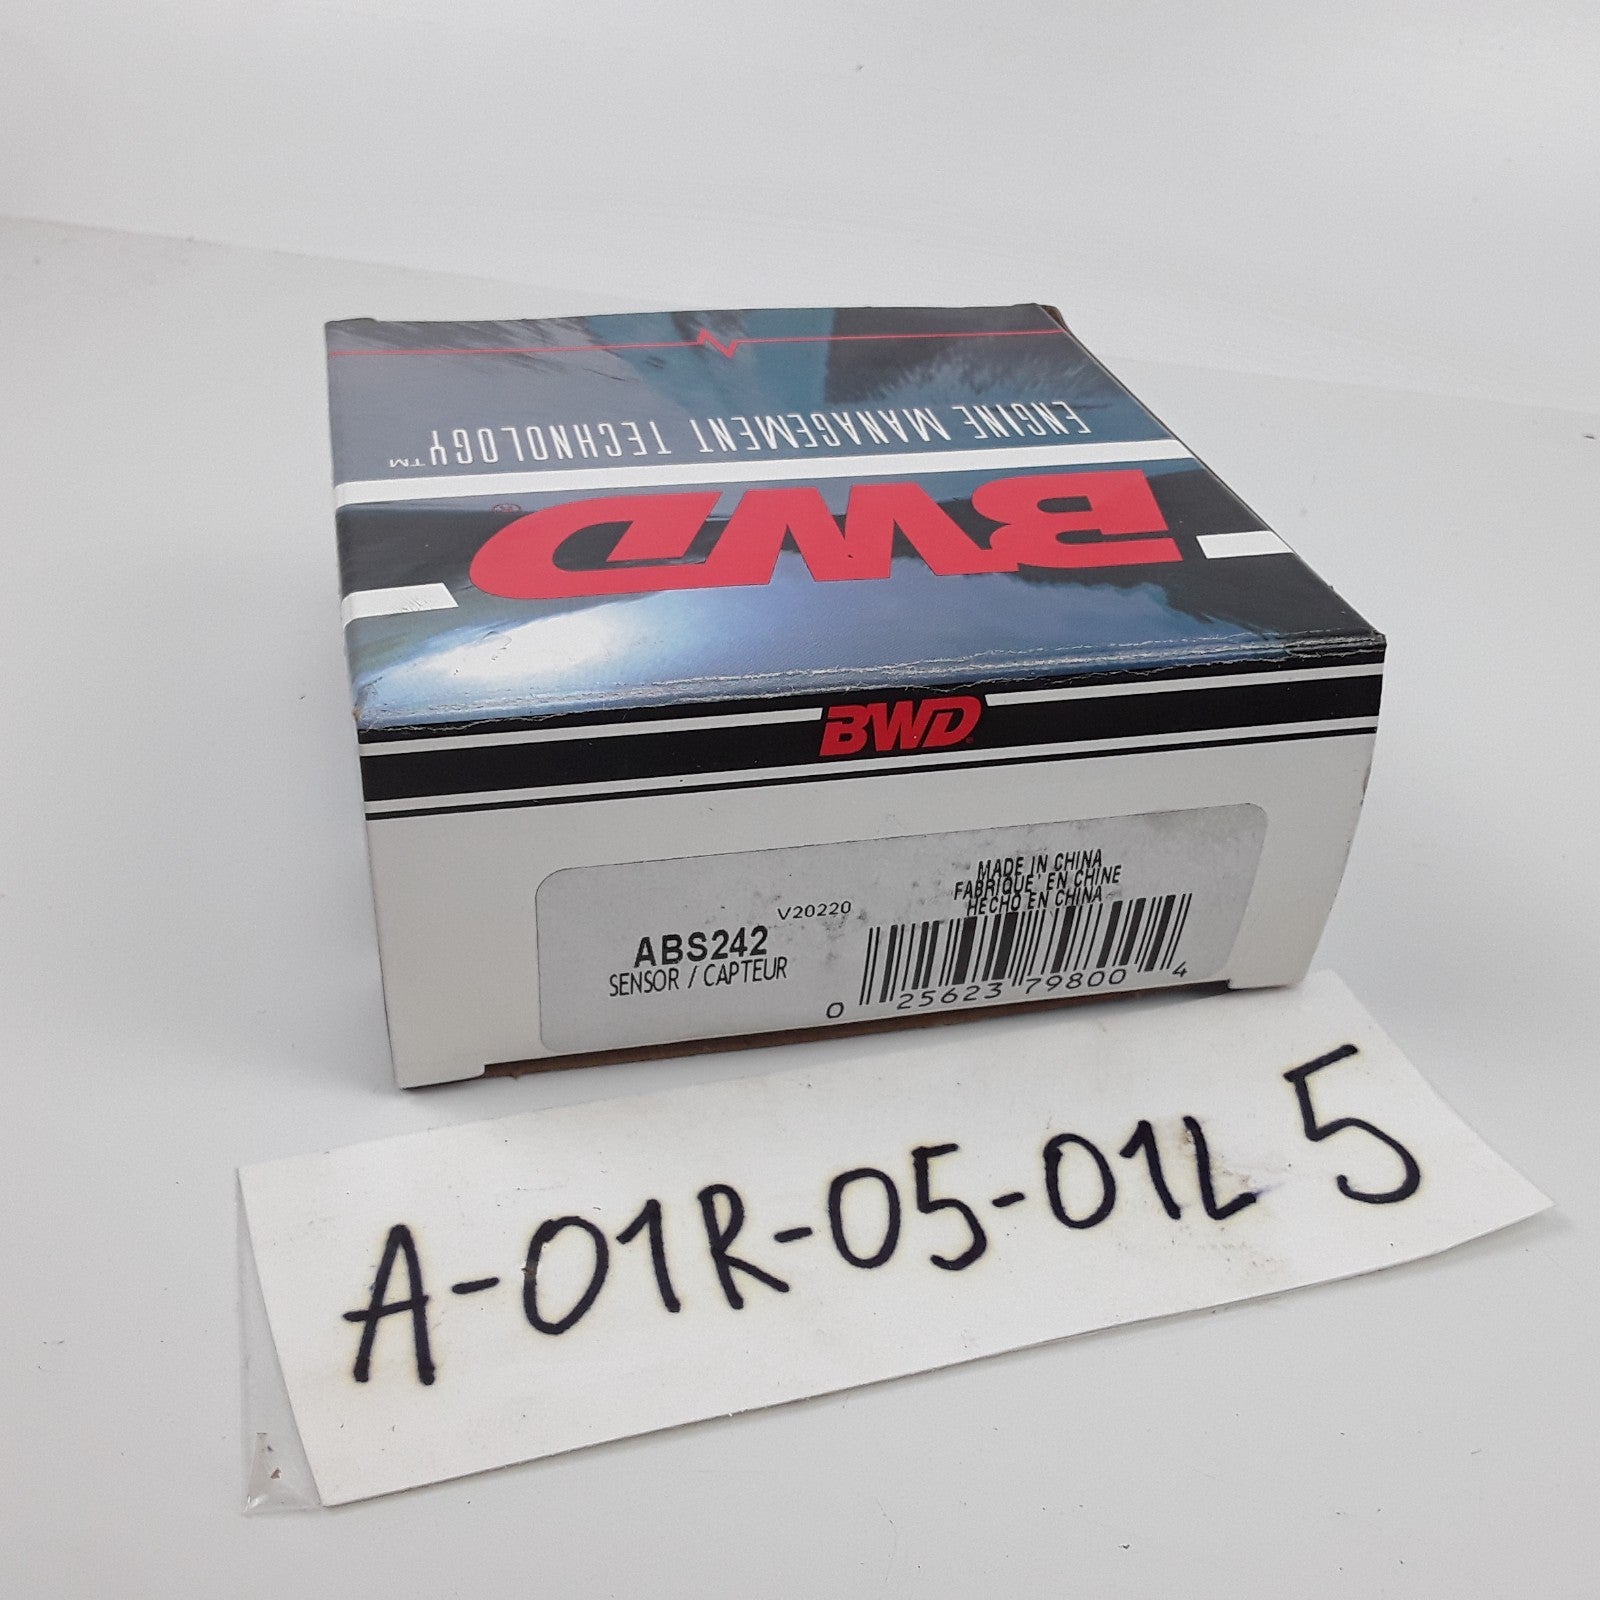 ENGINE MANAGEMENT TECHNOLOGY™
BWD®
BWD®
MADE IN CHINA
FABRIQUE' EN CHINE
HECHO EN CHINA
V20220
ABS242
SENSOR / CAPTEUR
0 25623 79800 4
A-01R-05-01L 5